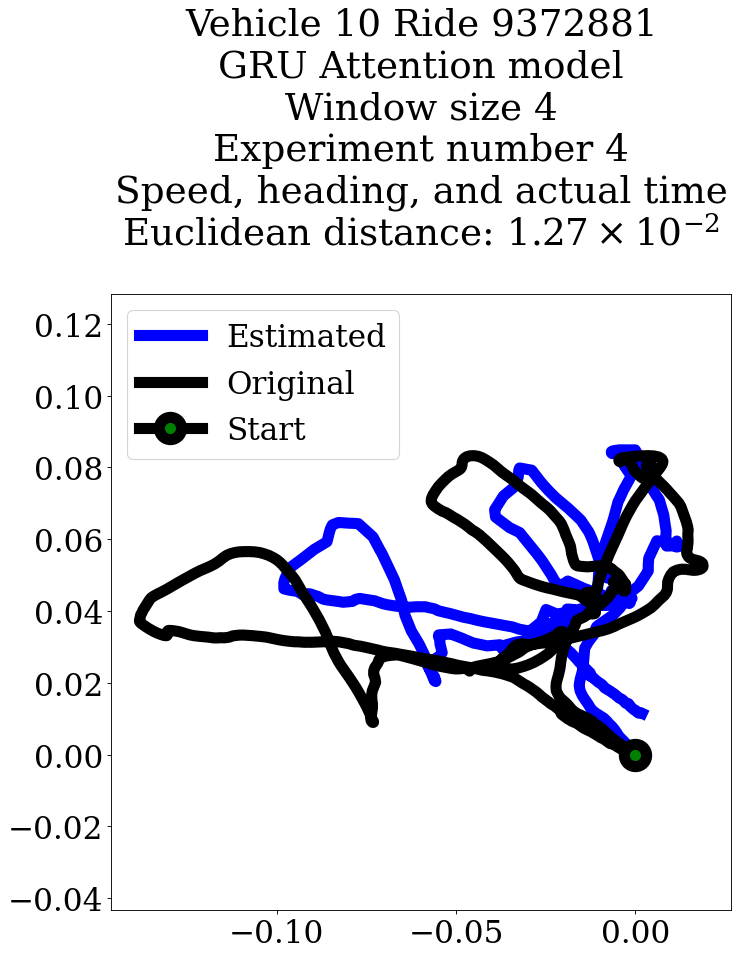 Vehicle 10 Ride 9372881
GRU Attention model
Window size 4
Experiment number 4
Speed, heading, and actual time
Euclidean distance: 1.27 × 10⁻²
Estimated
Original
Start
0.12
0.10
0.08
0.06
0.04
0.02
0.00
−0.02
−0.04
−0.10
−0.05
0.00